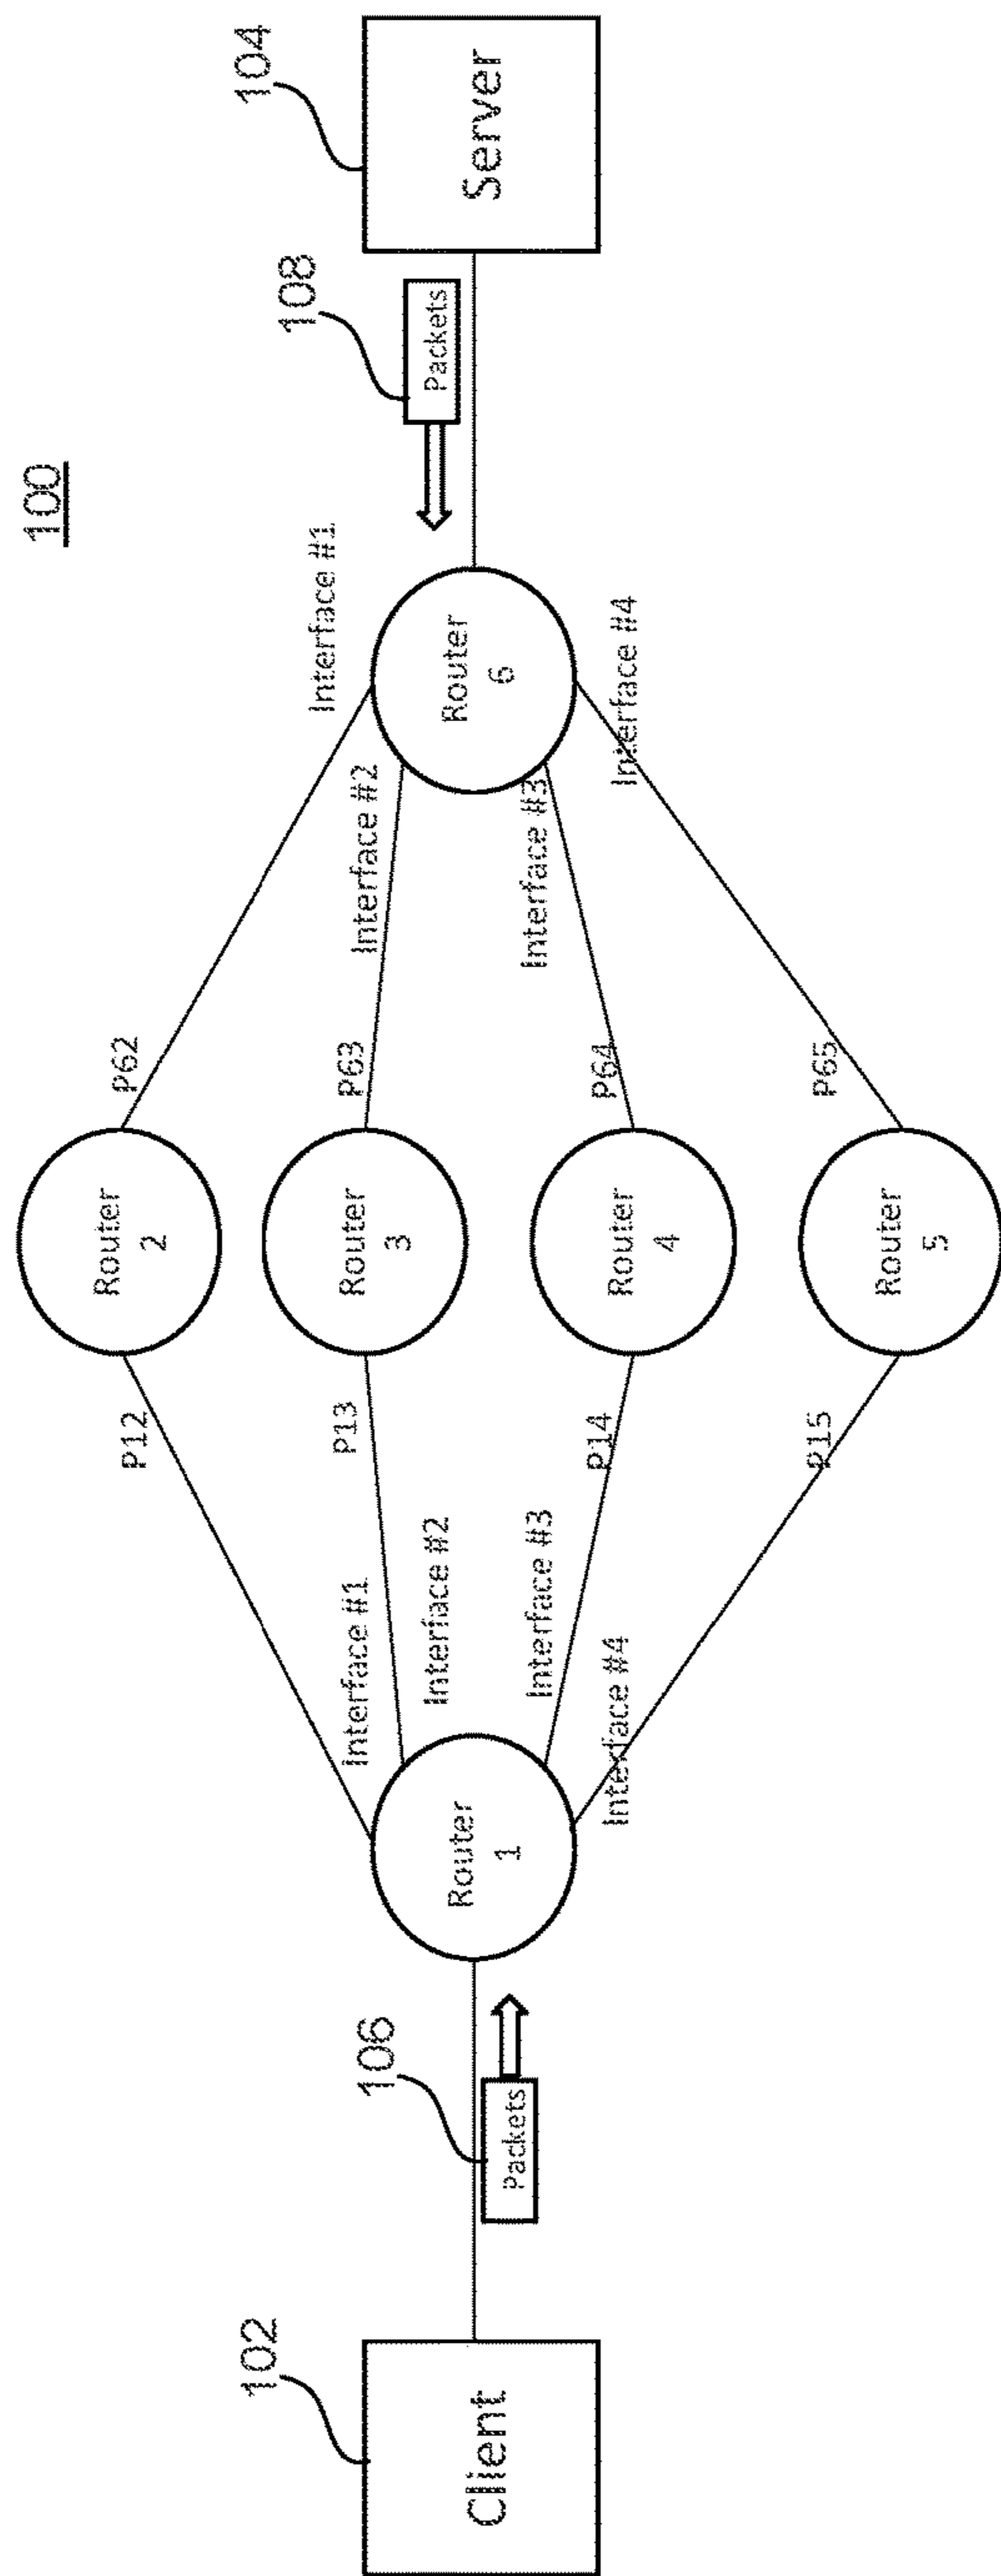 100
102
Client
106
Packets
Router
1
Interface #1
Interface #2
Interface #3
Interface #4
P12
P13
P14
P15
Router
2
Router
3
Router
4
Router
5
P62
P63
P64
P65
Interface #1
Interface #2
Interface #3
Interface #4
Router
6
108
Packets
104
Server